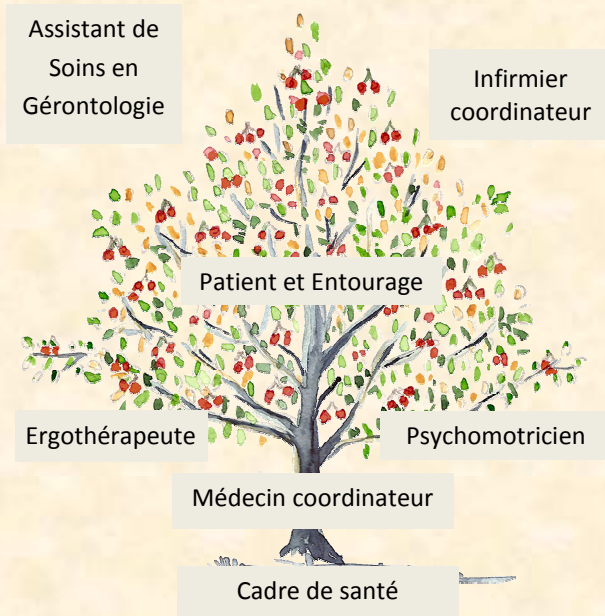 Assistant de
Soins en
Gérontologie
Infirmier
coordinateur
Patient et Entourage
Ergothérapeute
Psychomotricien
Médecin coordinateur
Cadre de santé